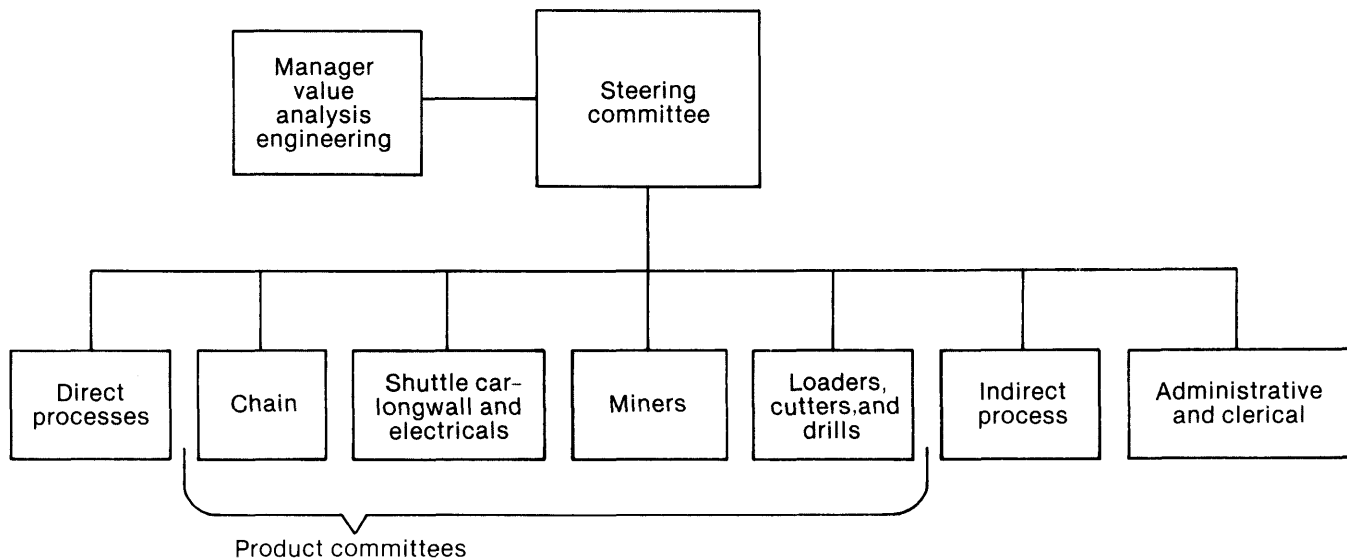 Manager
value
analysis
engineering
Steering
committee
Direct
processes
Chain
Shuttle car–
longwall and
electricals
Miners
Loaders,
cutters,and
drills
Indirect
process
Administrative
and clerical
Product committees